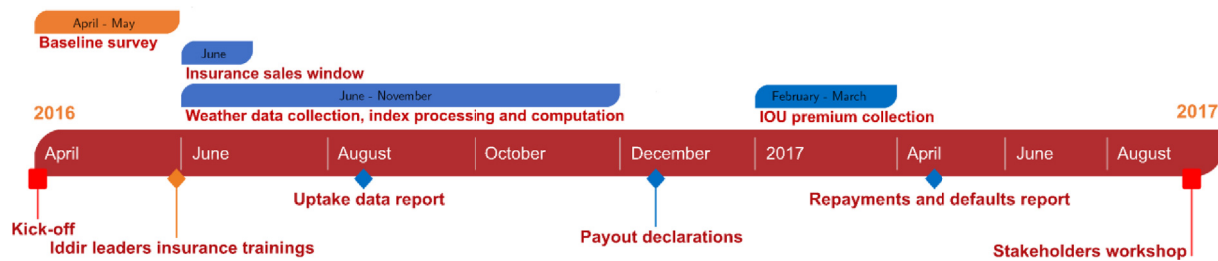 April - May
Baseline survey
June
Insurance sales window
June - November
Weather data collection, index processing and computation
February - March
IOU premium collection
2016
2017
April
June
August
October
December
2017
April
June
August
Kick-off
Iddir leaders insurance trainings
Uptake data report
Payout declarations
Repayments and defaults report
Stakeholders workshop